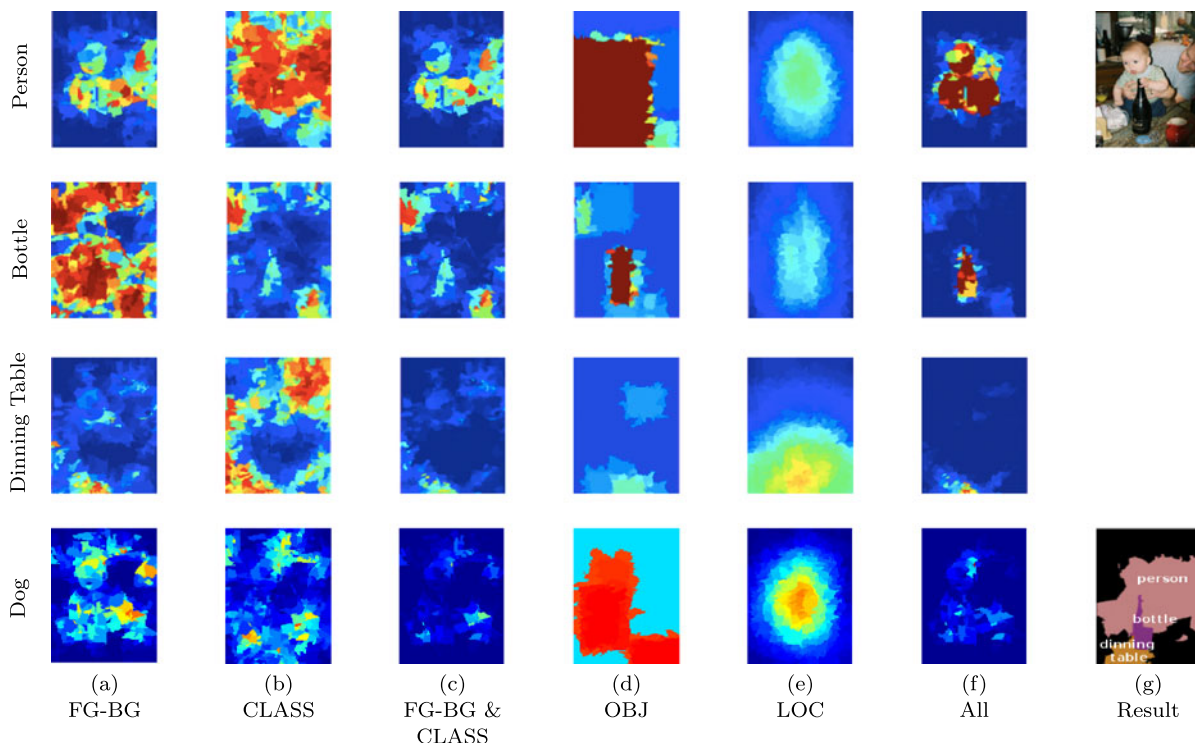 Person
Bottle
Dinning Table
Dog
person
bottle
dinning
table
(a)
(b)
(c)
(d)
(e)
(f)
(g)
FG-BG
CLASS
FG-BG &
CLASS
OBJ
LOC
All
Result